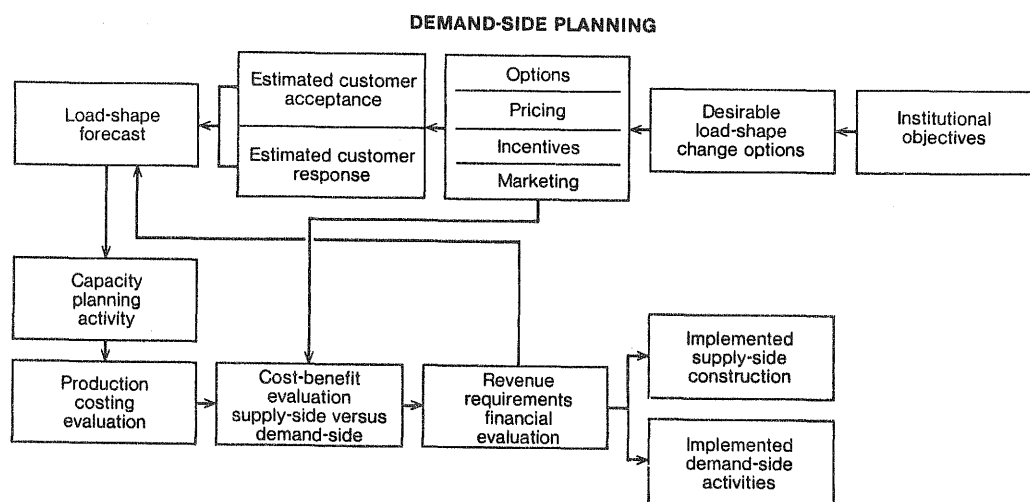 DEMAND-SIDE PLANNING
Load-shape
forecast
Estimated customer
acceptance
Estimated customer
response
Options
Pricing
Incentives
Marketing
Desirable
load-shape
change options
Institutional
objectives
Capacity
planning
activity
Production
costing
evaluation
Cost-benefit
evaluation
supply-side versus
demand-side
Revenue
requirements
financial
evaluation
Implemented
supply-side
construction
Implemented
demand-side
activities